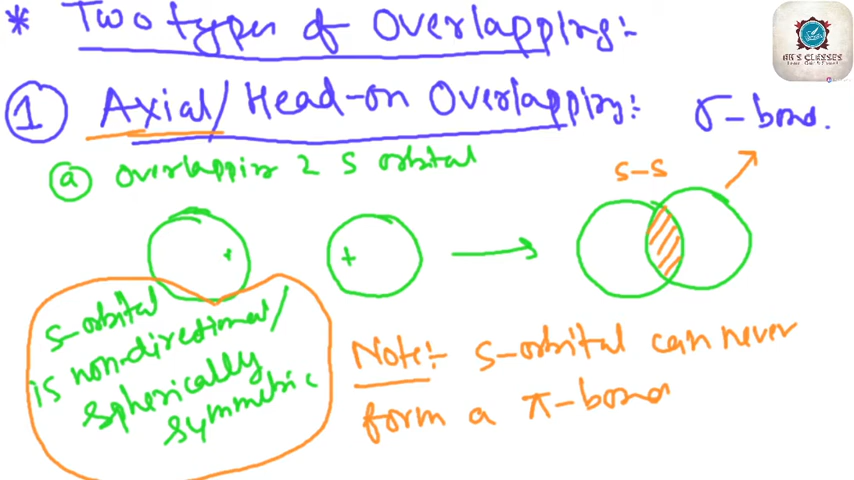 * Two types of Overlapping:-
① Axial/Head-on Overlapping:-
σ-bond.
ⓐ overlapping 2 s orbital
s-s
+ +
s-orbital
is non-directional/
spherically
symmetric
Note:- s-orbital can never
form a π-bond